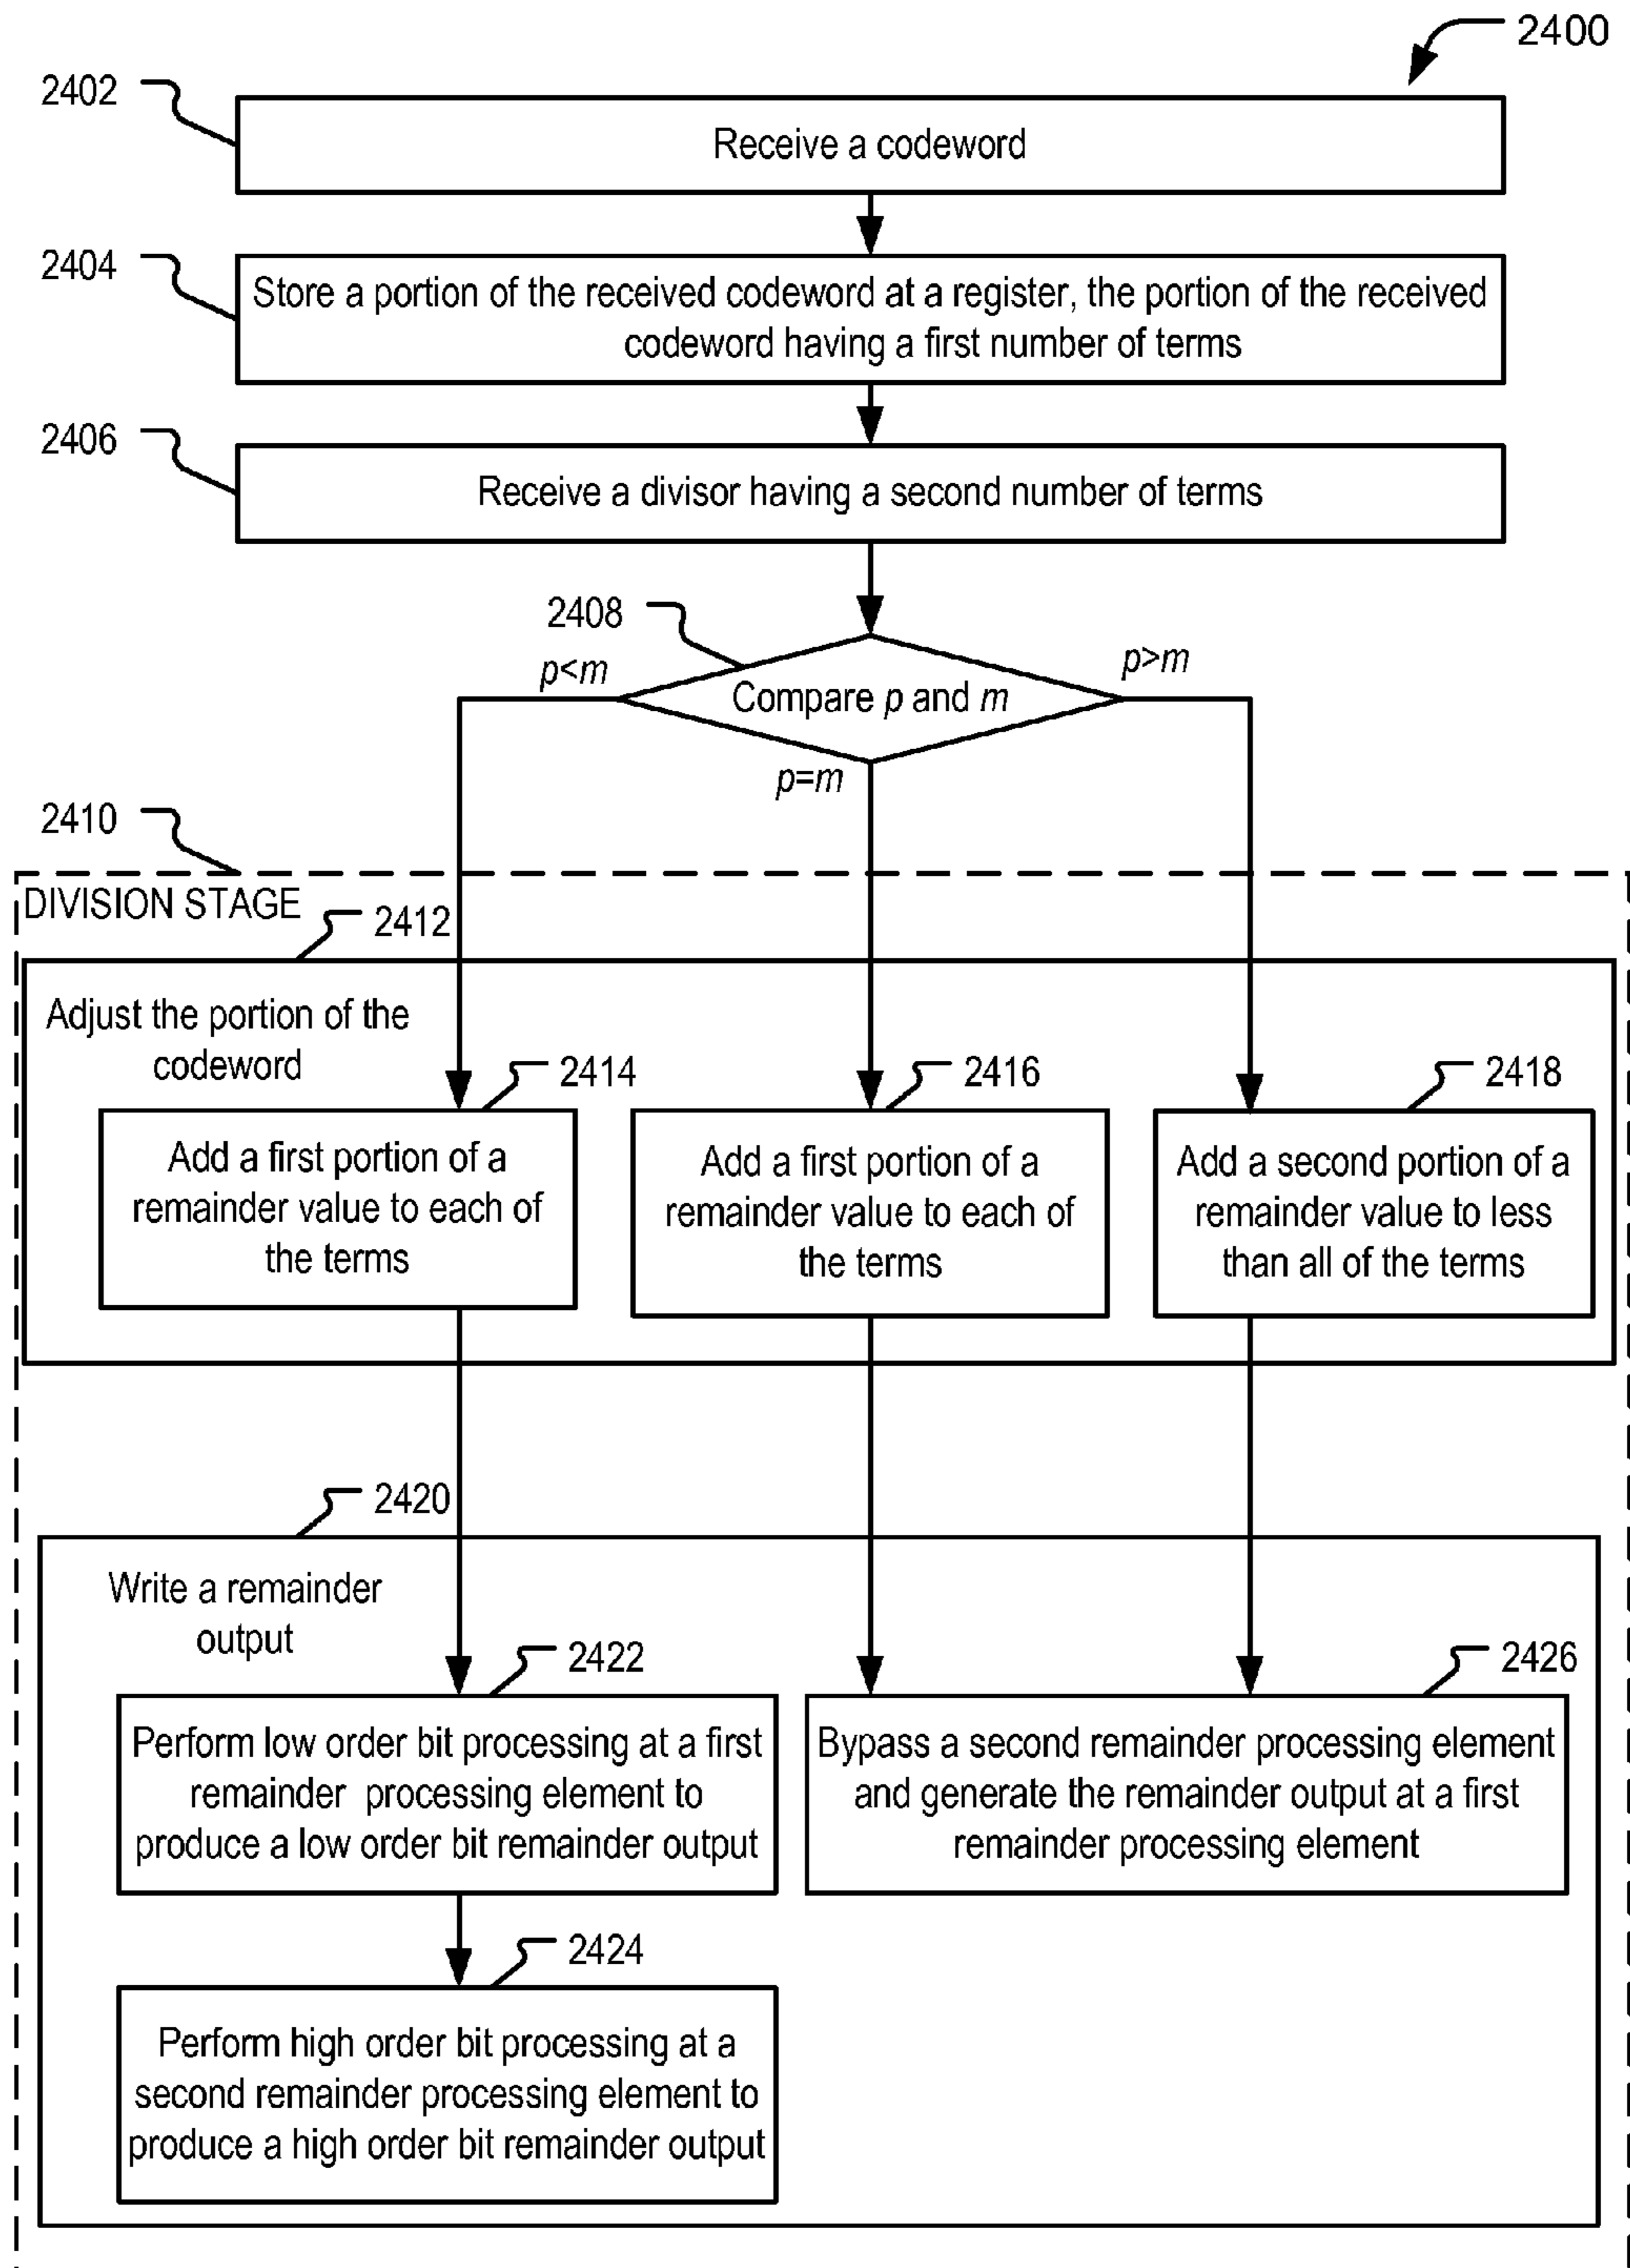 2400
2402
Receive a codeword
2404
Store a portion of the received codeword at a register, the portion of the received
codeword having a first number of terms
2406
Receive a divisor having a second number of terms
2408
p<m
p>m
Compare p and m
p=m
2410
DIVISION STAGE
2412
Adjust the portion of the
codeword
2414
2416
2418
Add a first portion of a
remainder value to each of
the terms
Add a first portion of a
remainder value to each of
the terms
Add a second portion of a
remainder value to less
than all of the terms
2420
Write a remainder
output
2422
2426
Perform low order bit processing at a first
remainder processing element to
produce a low order bit remainder output
Bypass a second remainder processing element
and generate the remainder output at a first
remainder processing element
2424
Perform high order bit processing at a
second remainder processing element to
produce a high order bit remainder output